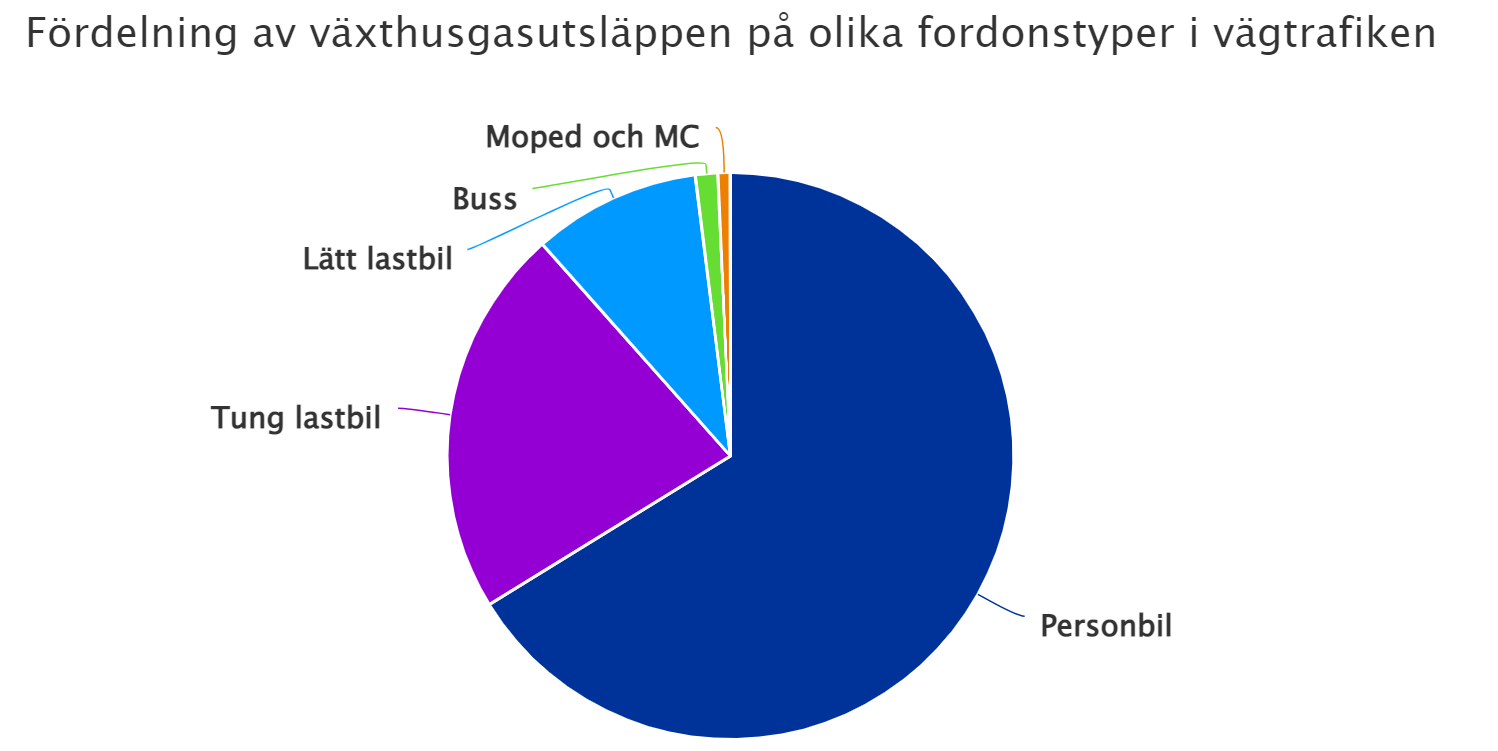 Fördelning av växthusgasutsläppen på olika fordonstyper i vägtrafiken
Moped och MC
Buss
Lätt lastbil
Tung lastbil
Personbil